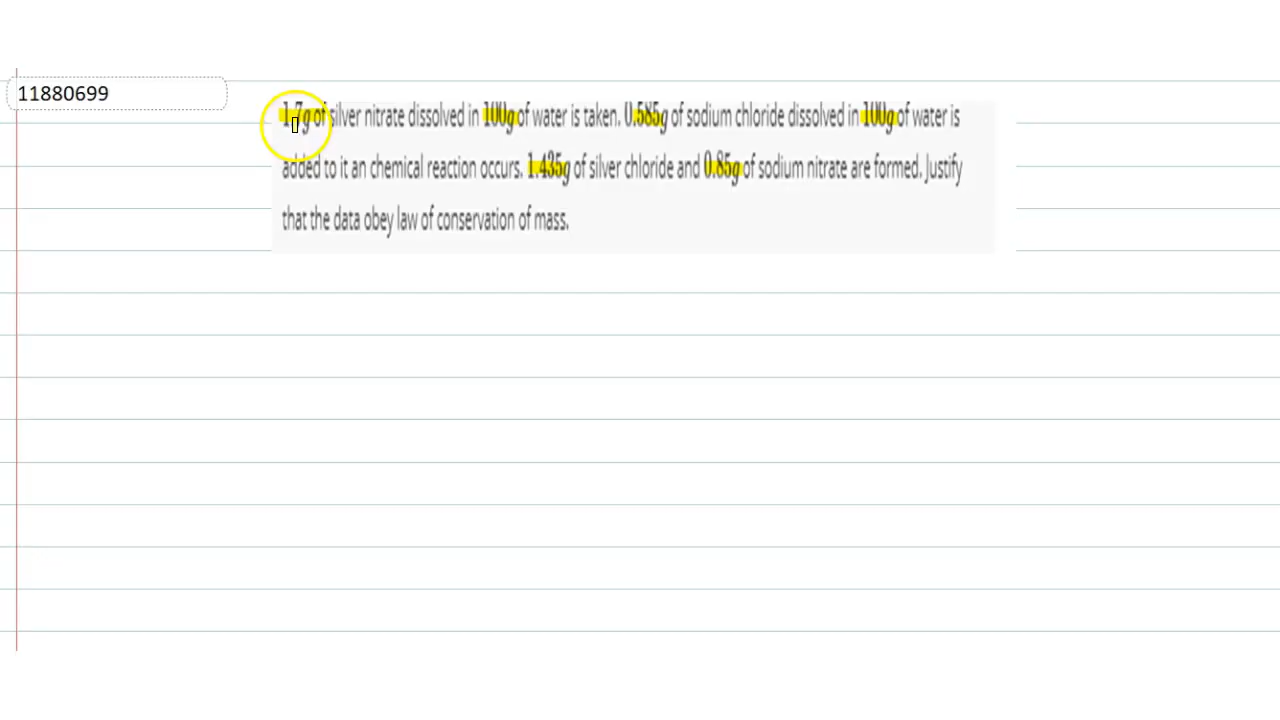 11880699
1.7g of silver nitrate dissolved in 100g of water is taken. 0.585g of sodium chloride dissolved in 100g of water is
added to it an chemical reaction occurs. 1.435g of silver chloride and 0.85g of sodium nitrate are formed. Justify
that the data obey law of conservation of mass.